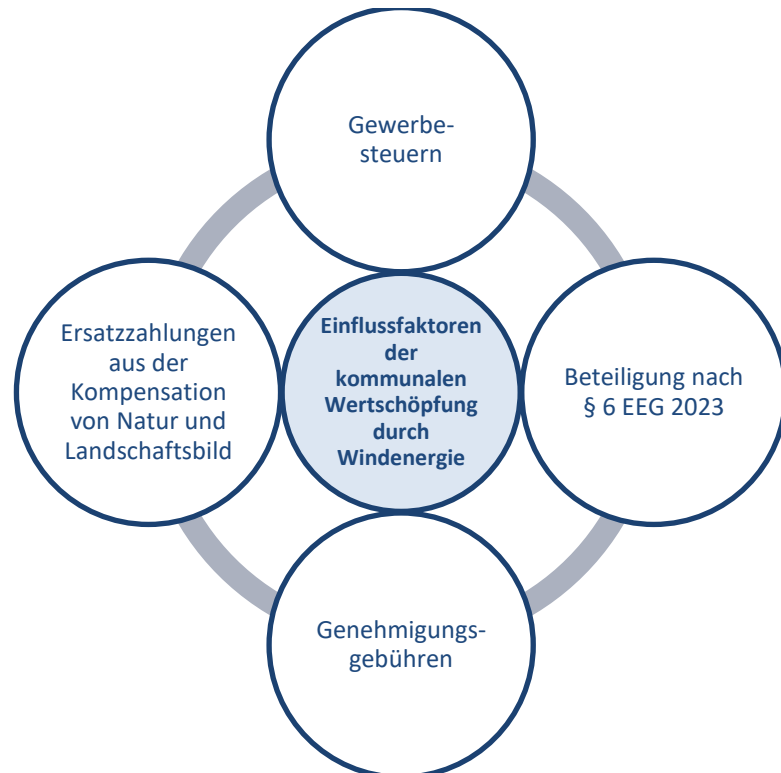 Gewerbe-
steuern
Ersatzzahlungen
aus der
Kompensation
von Natur und
Landschaftsbild
Einflussfaktoren
der
kommunalen
Wertschöpfung
durch
Windenergie
Beteiligung nach
§ 6 EEG 2023
Genehmigungs-
gebühren